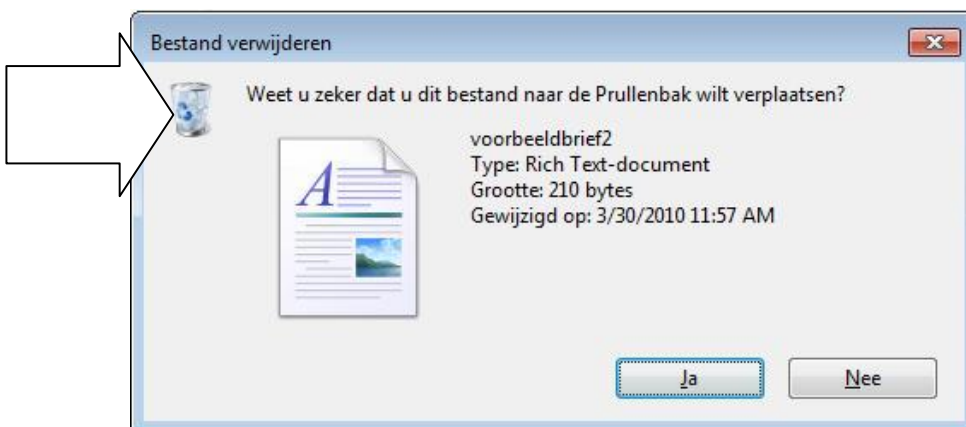 Bestand verwijderen
Weet u zeker dat u dit bestand naar de Prullenbak wilt verplaatsen?
voorbeeldbrief2
Type: Rich Text-document
Grootte: 210 bytes
Gewijzigd op: 3/30/2010 11:57 AM
Ja
Nee